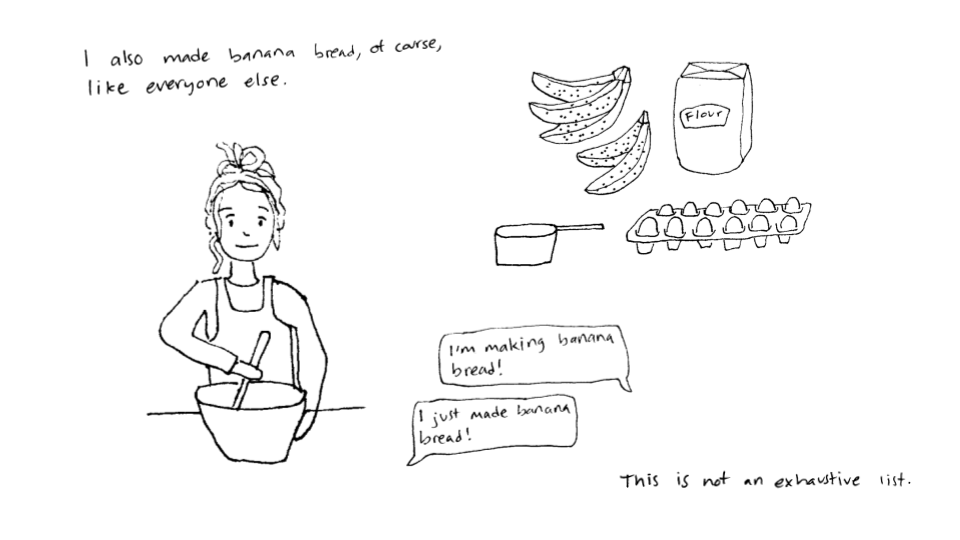 I also made banana bread, of course,
like everyone else.
Flour
I'm making banana
bread!
I just made banana
bread!
This is not an exhaustive list.